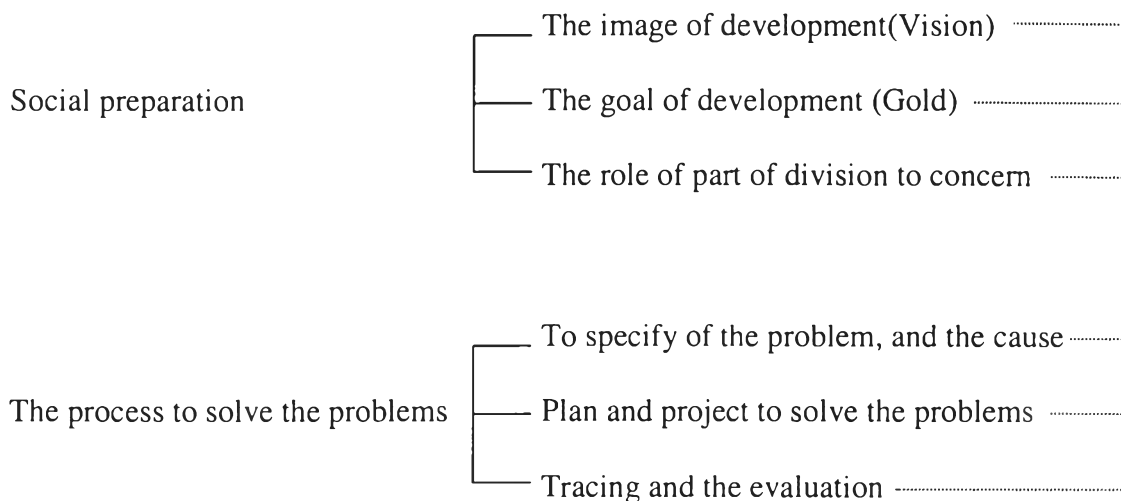 The image of development(Vision)
Social preparation
The goal of development (Gold)
The role of part of division to concern
To specify of the problem, and the cause
The process to solve the problems
Plan and project to solve the problems
Tracing and the evaluation